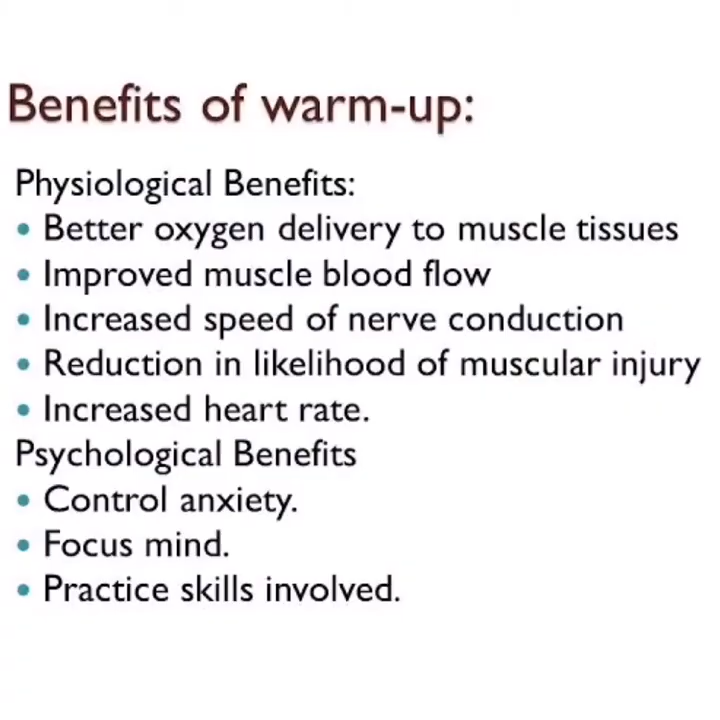 Benefits of warm-up:
Physiological Benefits:
• Better oxygen delivery to muscle tissues
• Improved muscle blood flow
• Increased speed of nerve conduction
• Reduction in likelihood of muscular injury
• Increased heart rate.
Psychological Benefits
• Control anxiety.
• Focus mind.
• Practice skills involved.